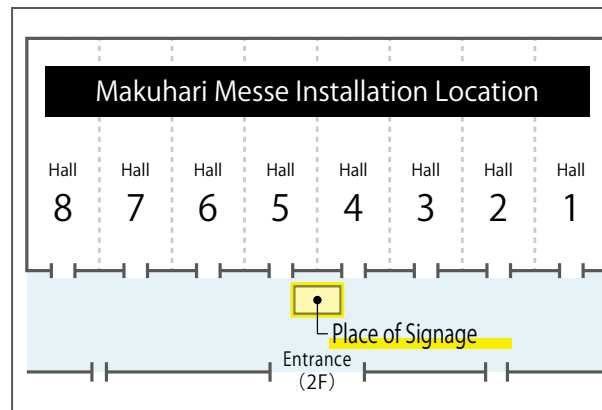 Makuhari Messe Installation Location
Hall Hall Hall Hall Hall Hall Hall Hall
8 7 6 5 4 3 2 1
Place of Signage
Entrance
（2F）